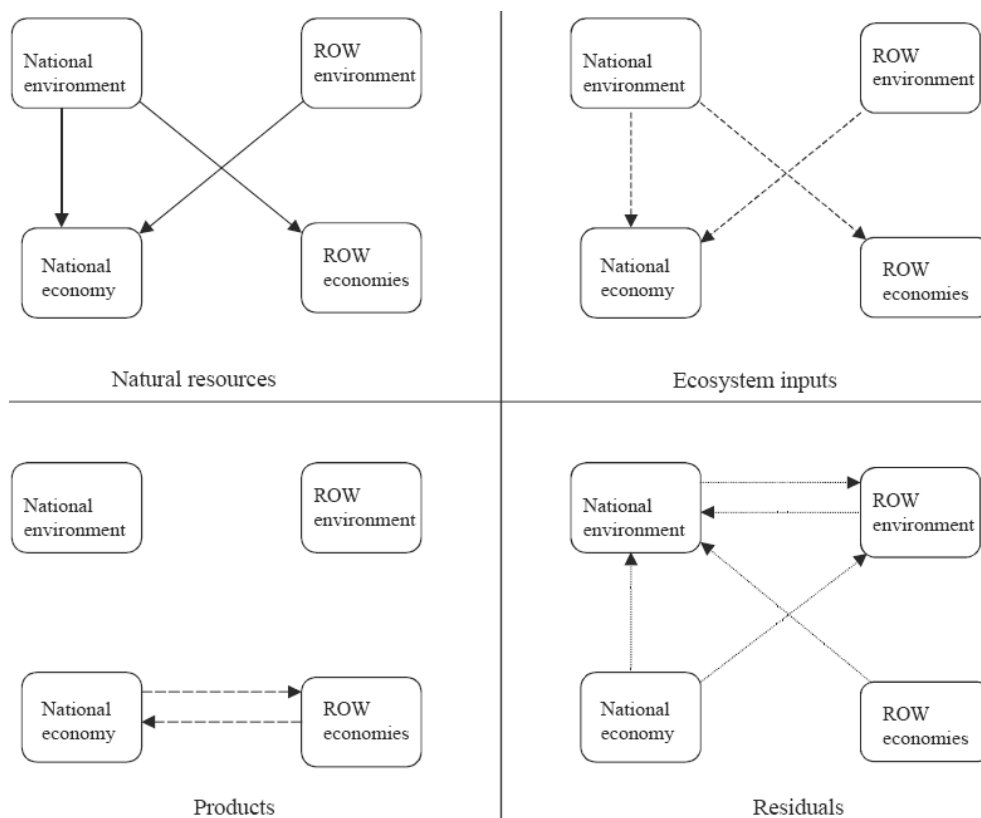 National
environment
ROW
environment
National
economy
ROW
economies
Natural resources
National
environment
ROW
environment
National
economy
ROW
economies
Ecosystem inputs
National
environment
ROW
environment
National
economy
ROW
economies
Products
National
environment
ROW
environment
National
economy
ROW
economies
Residuals